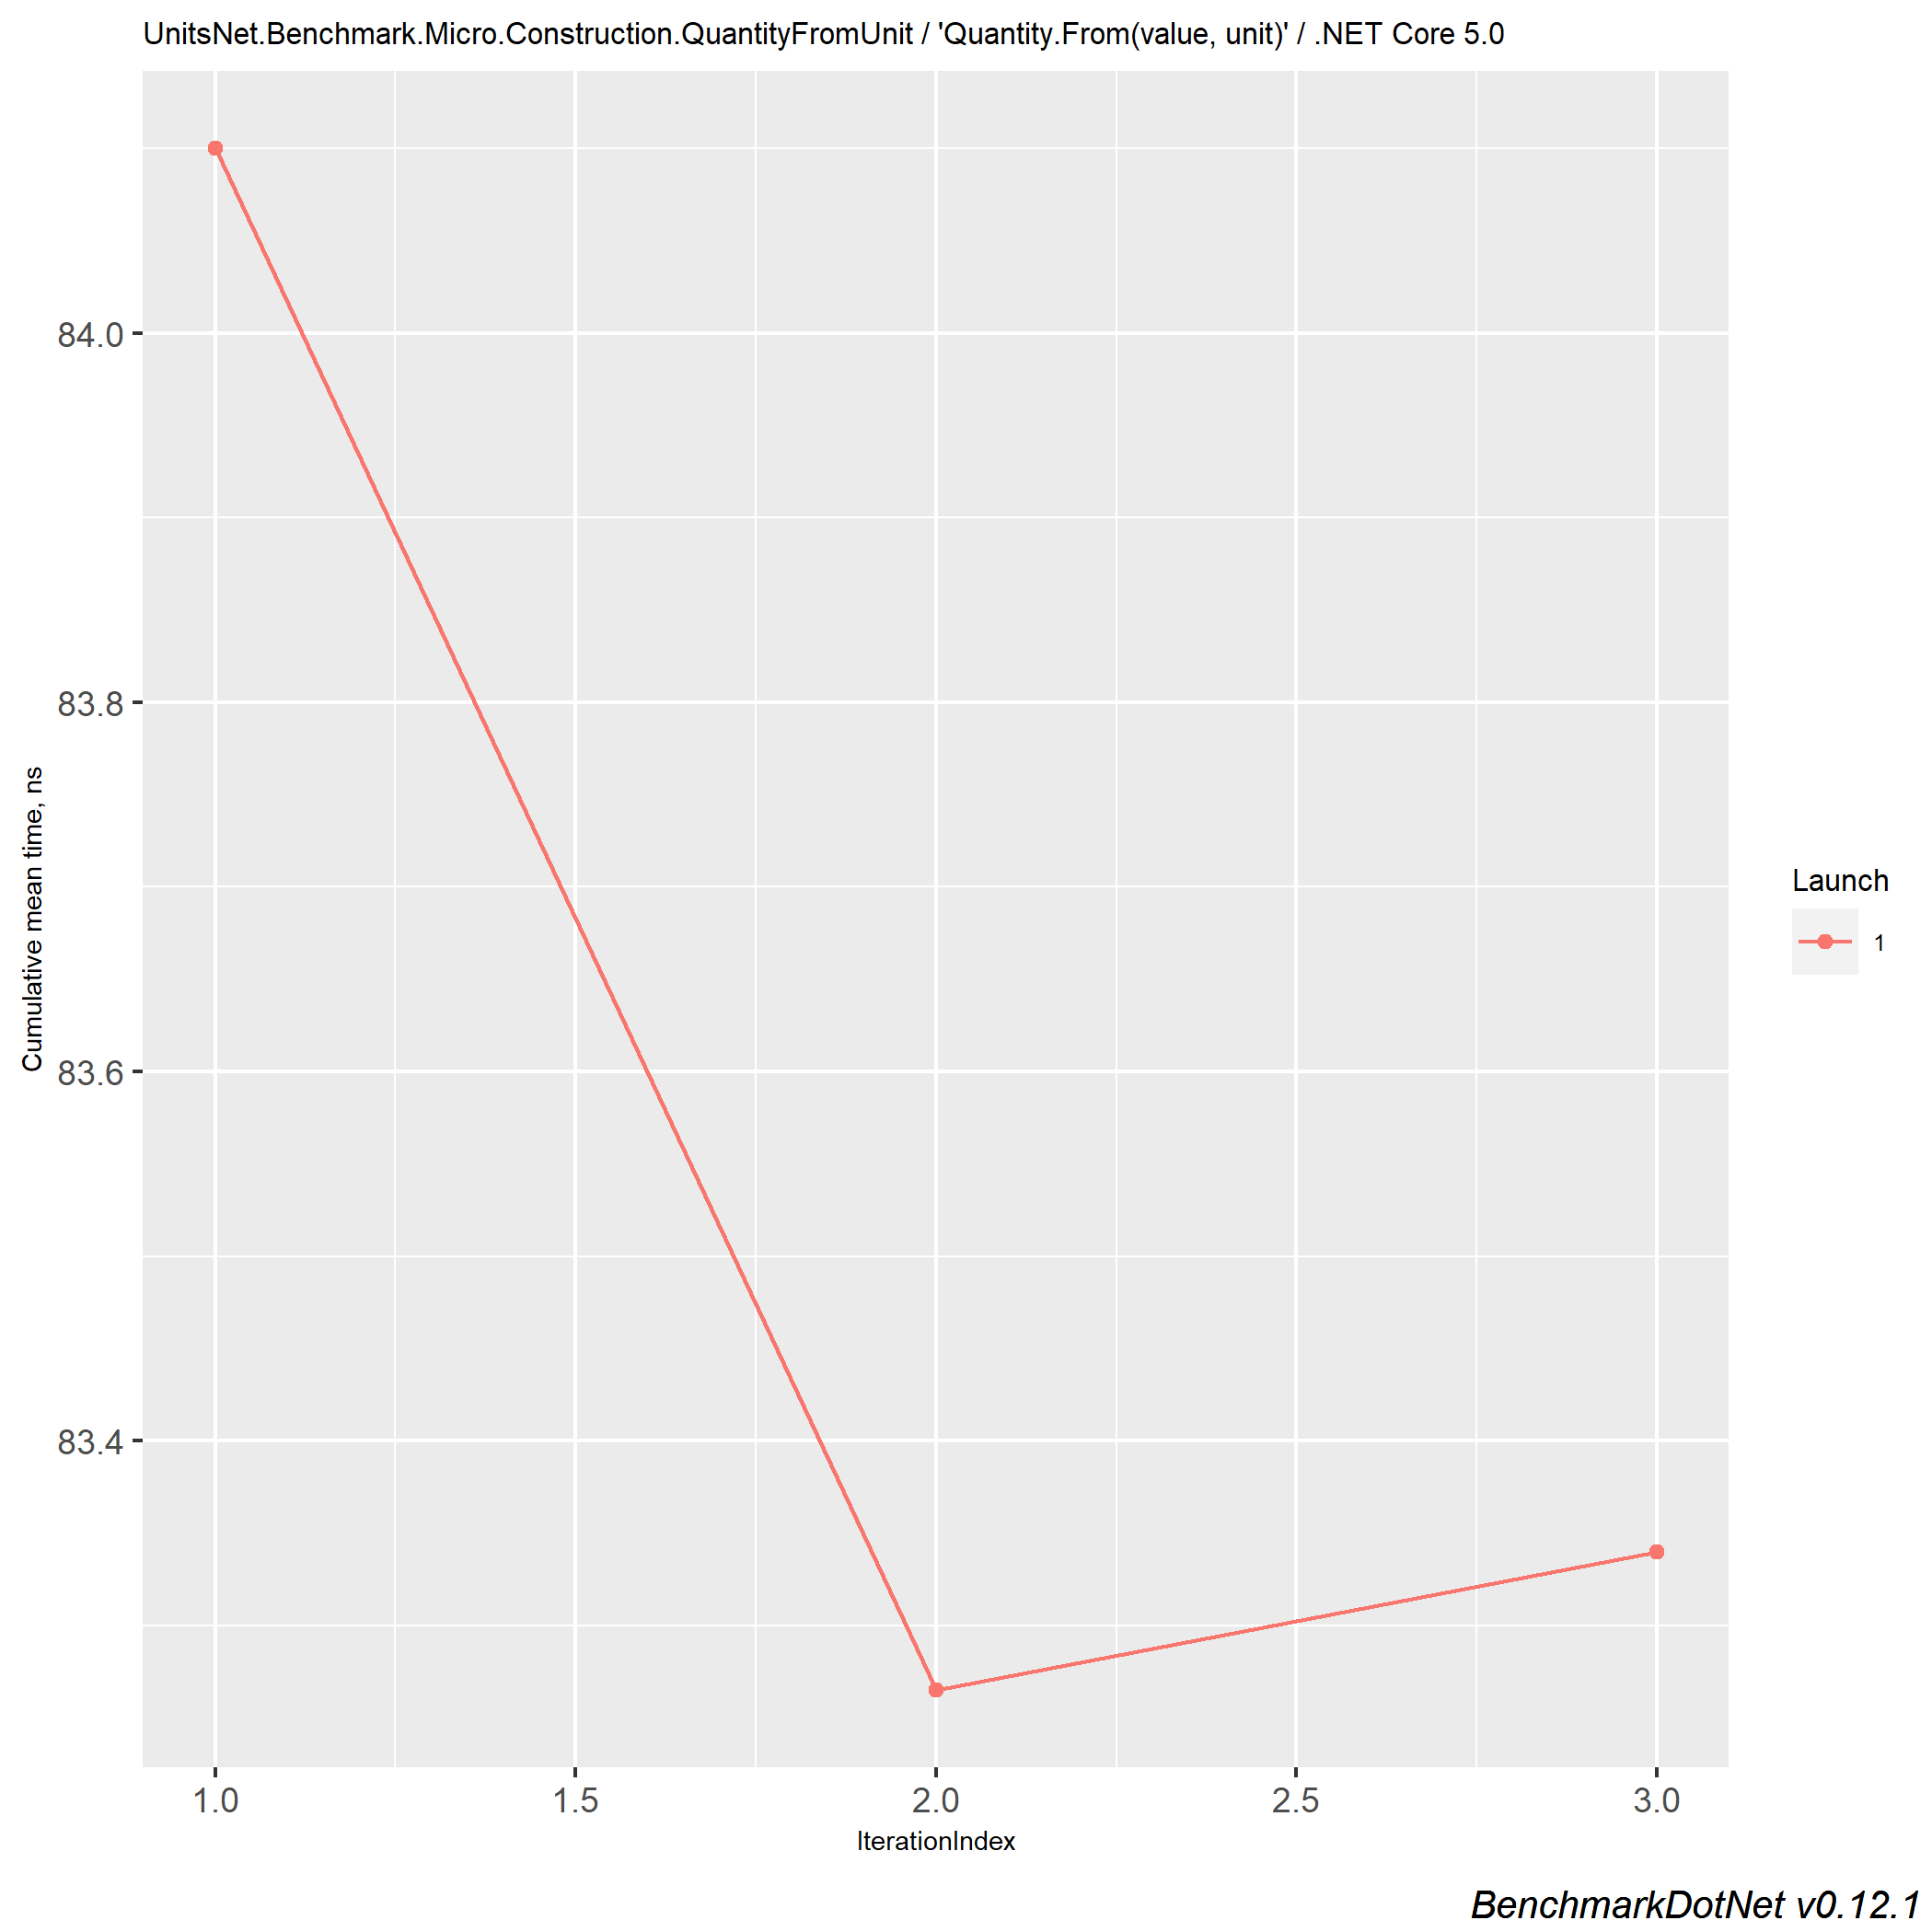 UnitsNet.Benchmark.Micro.Construction.QuantityFromUnit / 'Quantity.From(value, unit)' / .NET Core 5.0
84.0
83.8
83.6
83.4
Cumulative mean time, ns
1.0 1.5 2.0 2.5 3.0
IterationIndex
Launch
1
BenchmarkDotNet v0.12.1